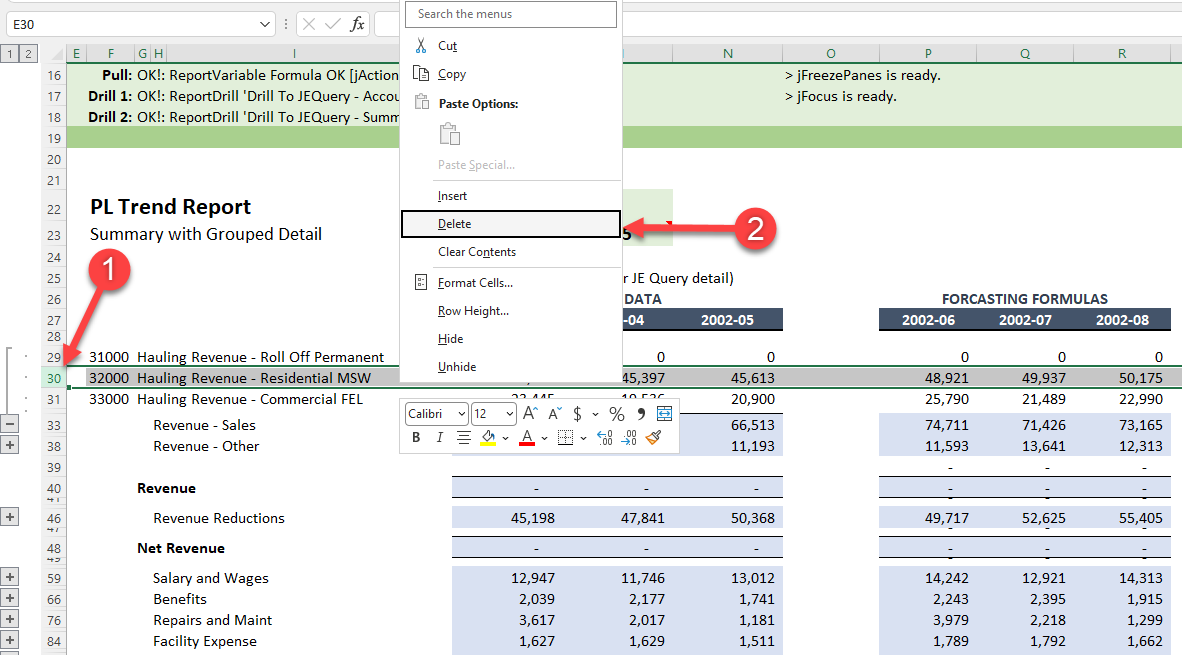 E30
fx
Search the menus
Cut
Copy
Paste Options:
Paste Special...
Insert
Delete
Clear Contents
Format Cells...
Row Height...
Hide
Unhide
Calibri 12 A A $ % 9
B I A .00 .00
1 2
E F G H I N O P Q R
16 Pull: OK!: ReportVariable Formula OK [jAction > jFreezePanes is ready.
17 Drill 1: OK!: ReportDrill 'Drill To JEQuery - Accou > jFocus is ready.
18 Drill 2: OK!: ReportDrill 'Drill To JEQuery - Summ
19
20
21
22 PL Trend Report
23 Summary with Grouped Detail 5
2
24
1
25 r JE Query detail)
26 DATA FORCASTING FORMULAS
27 -04 2002-05 2002-06 2002-07 2002-08
28
29 31000 Hauling Revenue - Roll Off Permanent 0 0 0 0 0
30 32000 Hauling Revenue - Residential MSW 45,397 45,613 48,921 49,937 50,175
31 33000 Hauling Revenue - Commercial FEL 20,900 25,790 21,489 22,990
33 Revenue - Sales 66,513 74,711 71,426 73,165
38 Revenue - Other 11,193 11,593 13,641 12,313
39 - - -
40 Revenue - - - - - -
41
46 Revenue Reductions 45,198 47,841 50,368 49,717 52,625 55,405
47
48 Net Revenue - - - - - -
49
59 Salary and Wages 12,947 11,746 13,012 14,242 12,921 14,313
66 Benefits 2,039 2,177 1,741 2,243 2,395 1,915
76 Repairs and Maint 3,617 2,017 1,181 3,979 2,218 1,299
84 Facility Expense 1,627 1,629 1,511 1,789 1,792 1,662